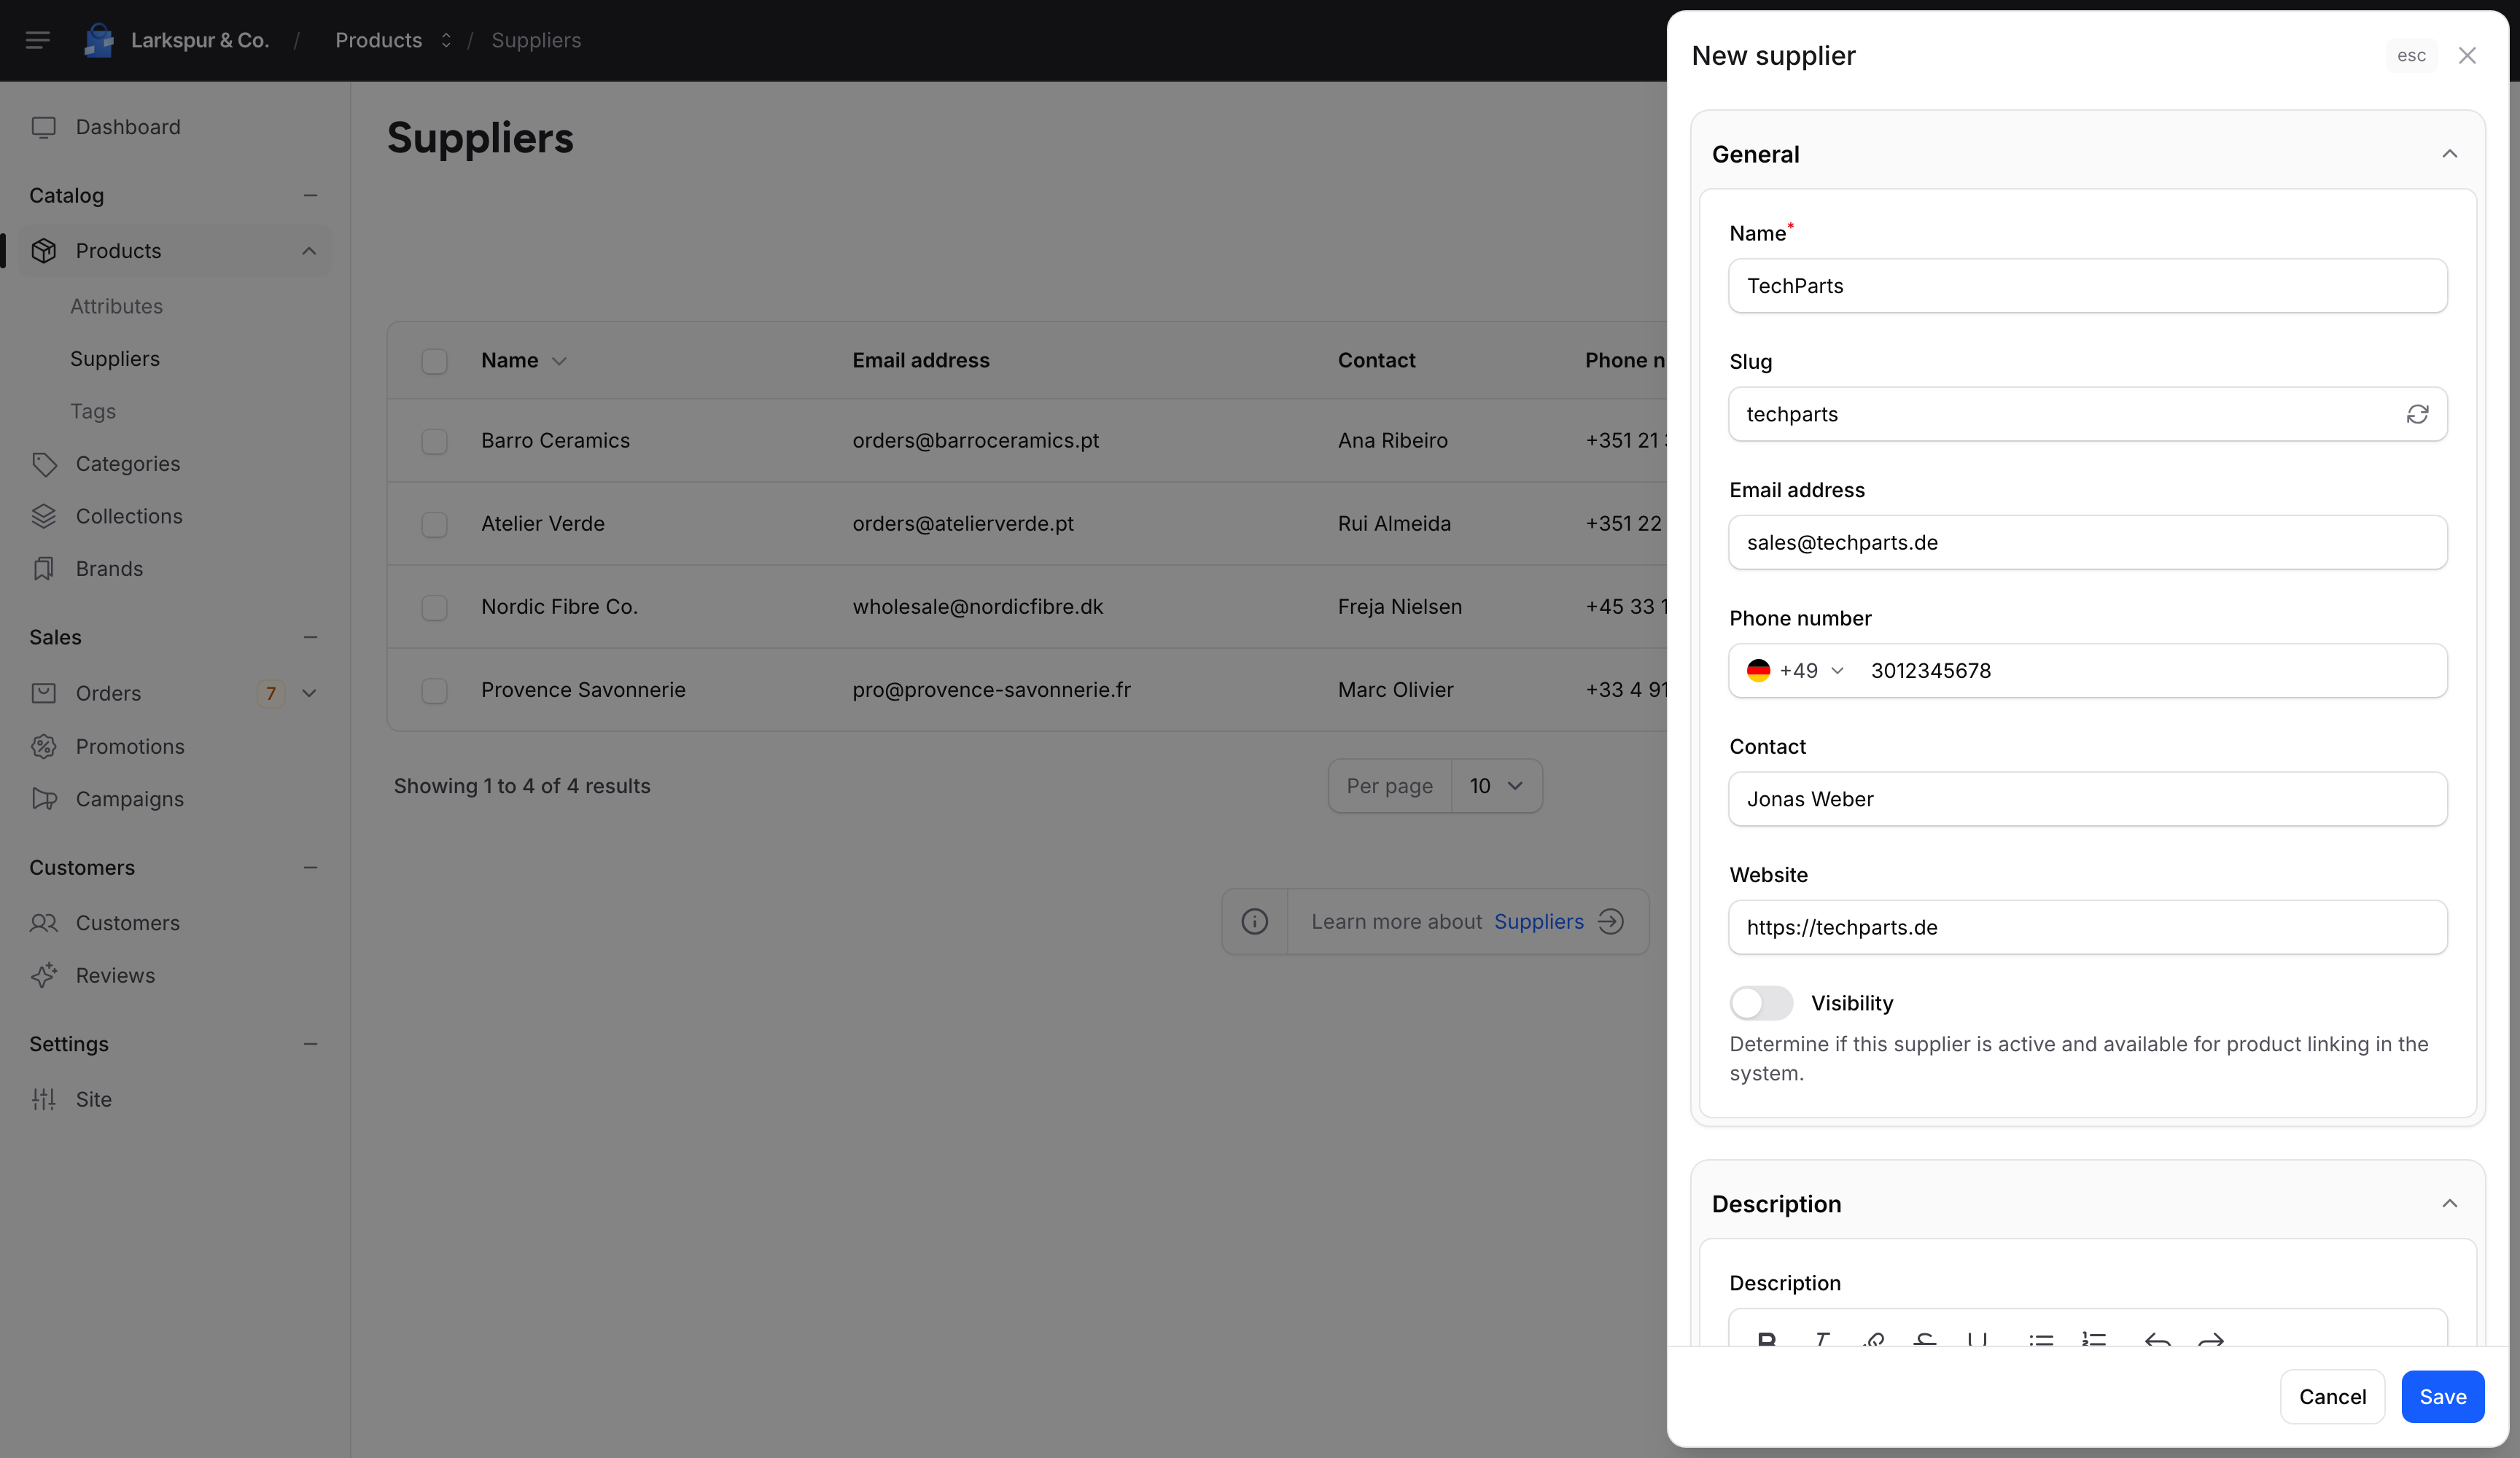 Larkspur & Co. / Products / Suppliers
Dashboard
Catalog
Products
Attributes
Suppliers
Tags
Categories
Collections
Brands
Sales
Orders 7
Promotions
Campaigns
Customers
Customers
Reviews
Settings
Site
Suppliers
Name Email address Contact Phone n
Barro Ceramics orders@barroceramics.pt Ana Ribeiro +351 21
Atelier Verde orders@atelierverde.pt Rui Almeida +351 22
Nordic Fibre Co. wholesale@nordicfibre.dk Freja Nielsen +45 33 1
Provence Savonnerie pro@provence-savonnerie.fr Marc Olivier +33 4 91
Showing 1 to 4 of 4 results
Per page 10
Learn more about Suppliers
New supplier esc
General
Name*
TechParts
Slug
techparts
Email address
sales@techparts.de
Phone number
+49 3012345678
Contact
Jonas Weber
Website
https://techparts.de
Visibility
Determine if this supplier is active and available for product linking in the
system.
Description
Description
Cancel Save